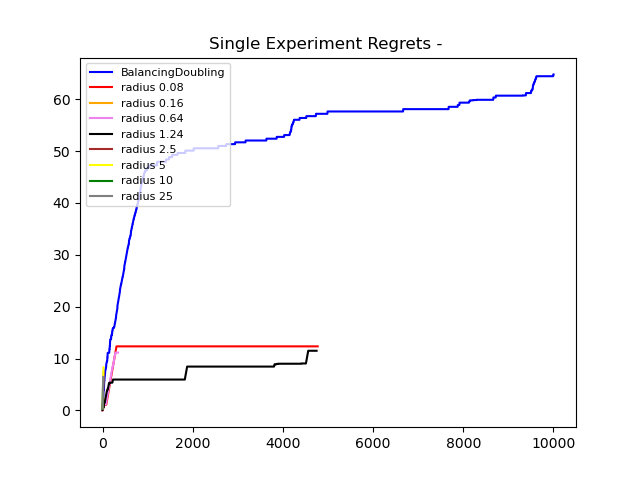 Single Experiment Regrets -
BalancingDoubling
radius 0.08
radius 0.16
radius 0.64
radius 1.24
radius 2.5
radius 5
radius 10
radius 25
60
50
40
30
20
10
0
0 2000 4000 6000 8000 10000